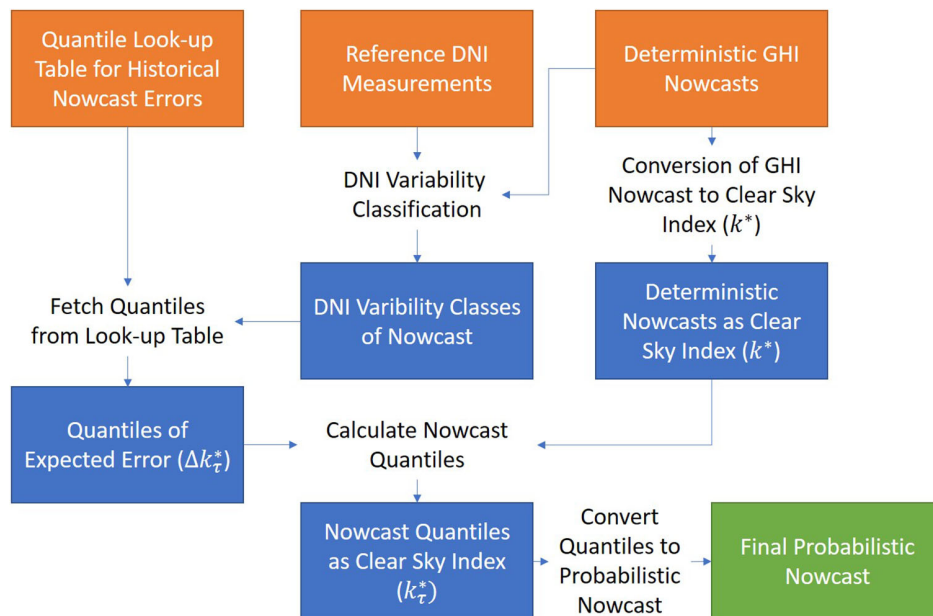 Quantile Look-up
Table for Historical
Nowcast Errors
Reference DNI
Measurements
Deterministic GHI
Nowcasts
DNI Variability
Classification
Conversion of GHI
Nowcast to Clear Sky
Index (k*)
Fetch Quantiles
from Look-up Table
DNI Varibility Classes
of Nowcast
Deterministic
Nowcasts as Clear
Sky Index (k*)
Quantiles of
Expected Error (Δk*τ)
Calculate Nowcast
Quantiles
Nowcast Quantiles
as Clear Sky Index
(k*τ)
Convert
Quantiles to
Probabilistic
Nowcast
Final Probabilistic
Nowcast